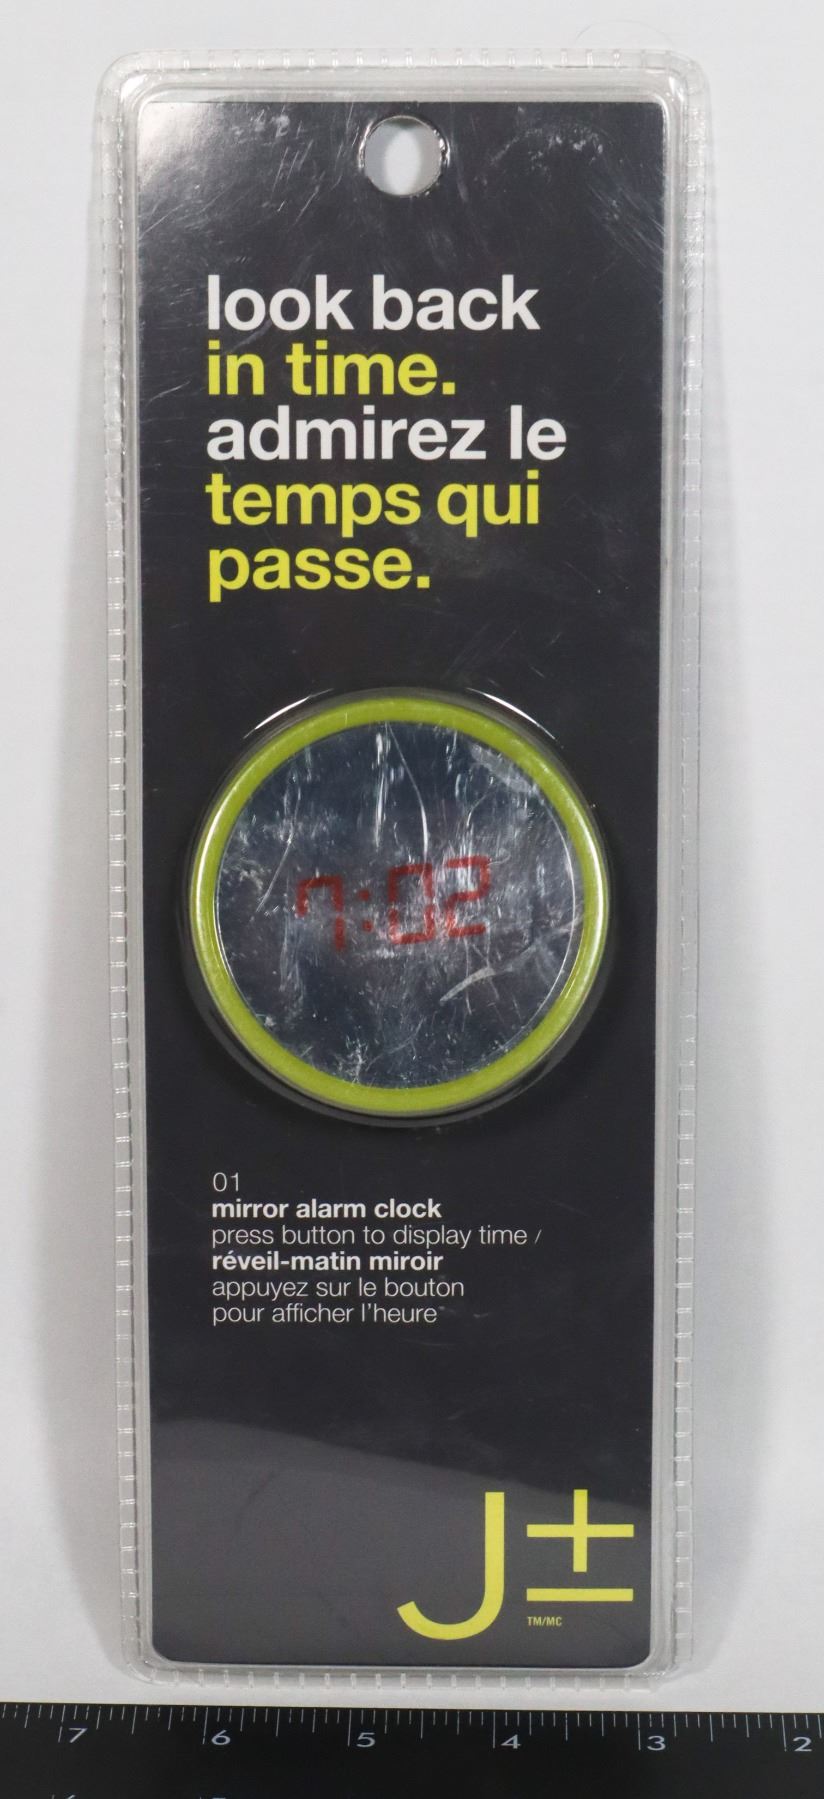 look back
in time.
admirez le
temps qui
passe.
7:02
01
mirror alarm clock
press button to display time /
réveil-matin miroir
appuyez sur le bouton
pour afficher l'heure
J±
TM/MC
7 6 5 4 3 2